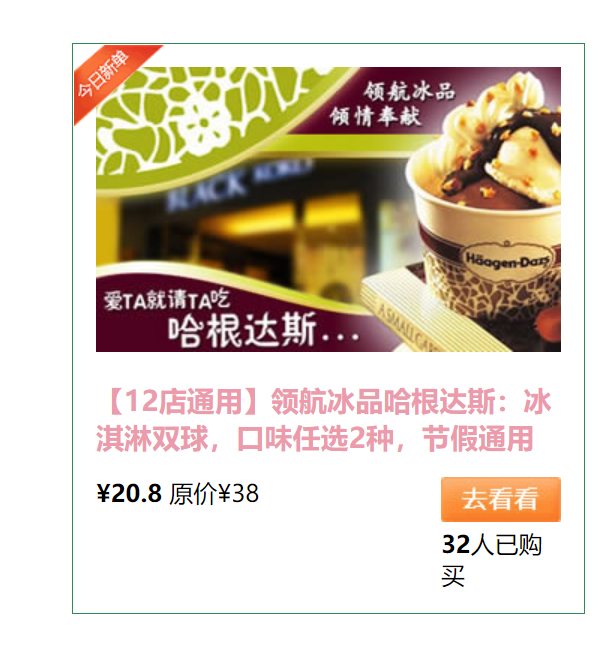 今日新单
领航冰品
倾情奉献
BLACK
Häagen-Dazs
爱TA就请TA吃
哈根达斯...
【12店通用】领航冰品哈根达斯：冰
淇淋双球，口味任选2种，节假通用
¥20.8 原价¥38
去看看
32人已购
买